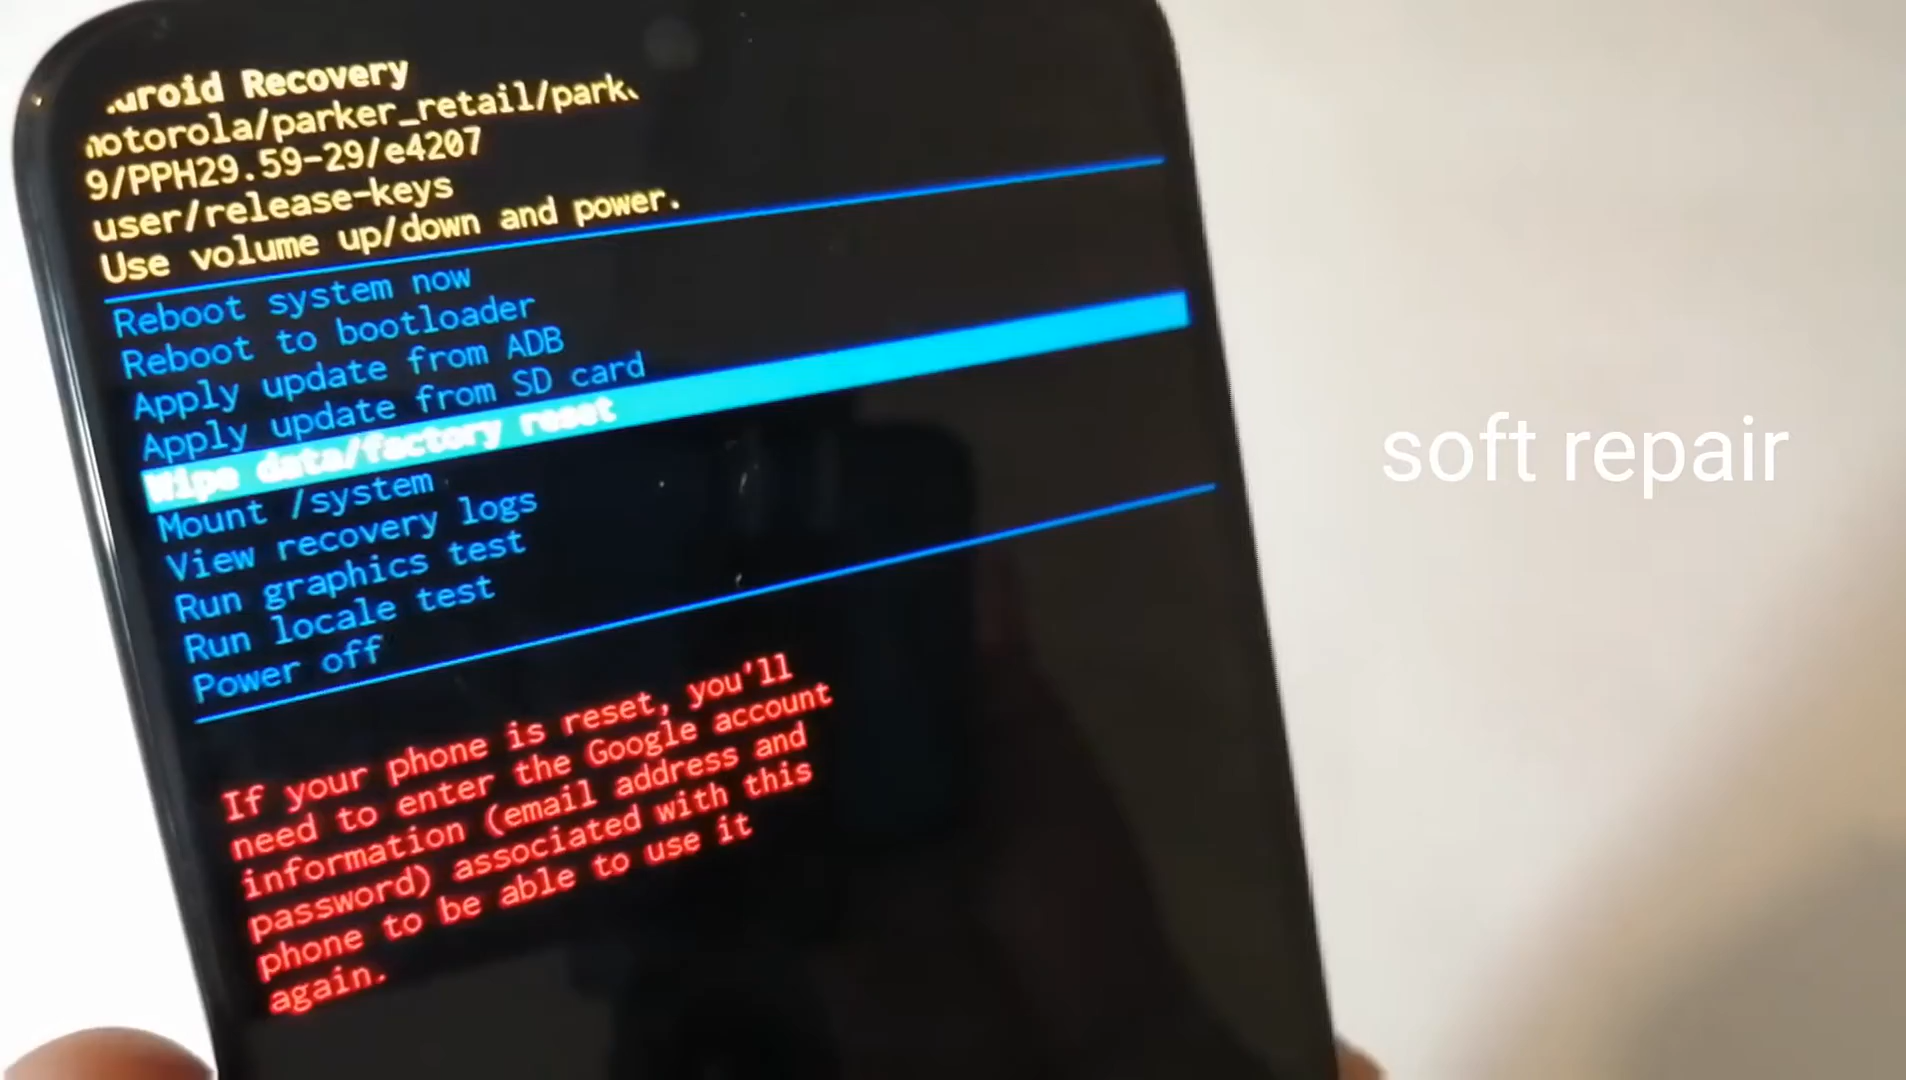 Android Recovery
motorola/parker_retail/park
9/PPH29.59-29/e4207
user/release-keys
Use volume up/down and power.
Reboot system now
Reboot to bootloader
Apply update from ADB
Apply update from SD card
Wipe data/factory reset
Mount /system
View recovery logs
Run graphics test
Run locale test
Power off
If your phone is reset, you'll
need to enter the Google account
information (email address and
password) associated with this
phone to be able to use it
again.
soft repair